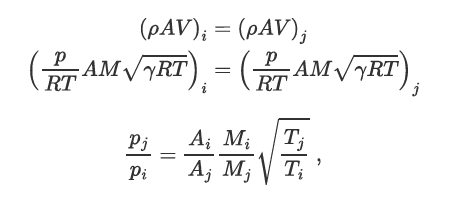 (ρAV)_i = (ρAV)_j
(p/RT AM√γRT)_i = (p/RT AM√γRT)_j
p_j/p_i = A_i/A_j M_i/M_j √T_j/T_i ,